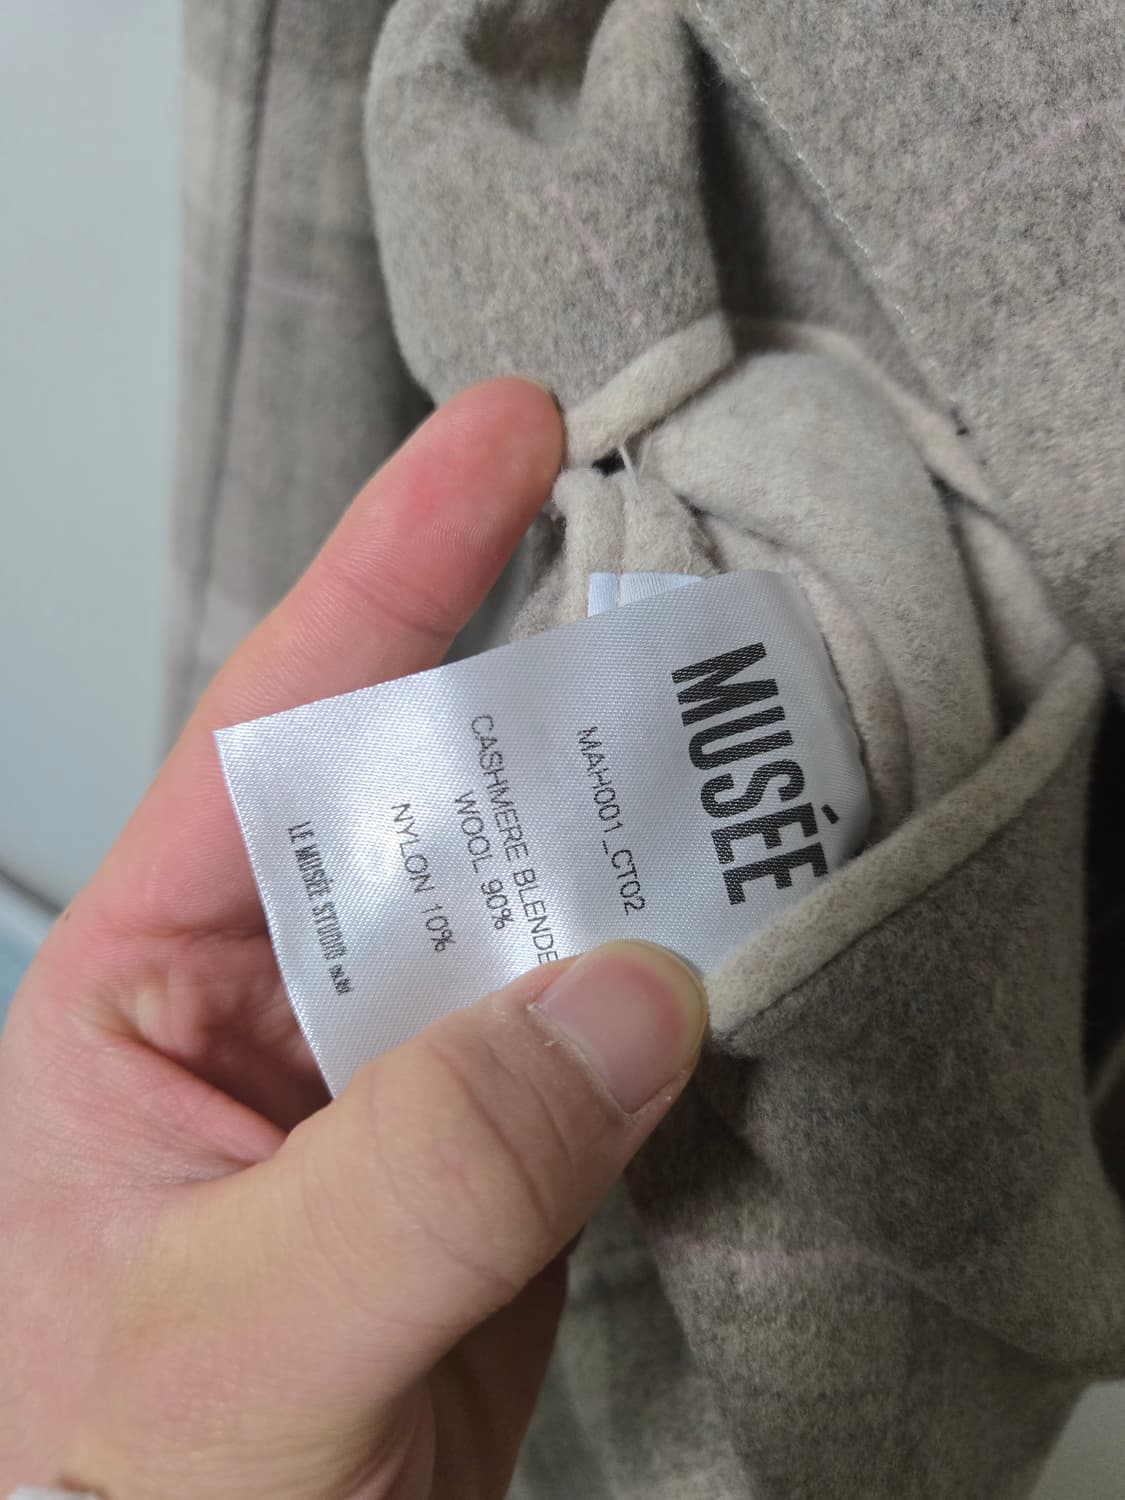 MUSÉE
MAH001_CT02
CASHMERE BLENDE
WOOL 90%
NYLON 10%
LE MUSÉE STUDIO